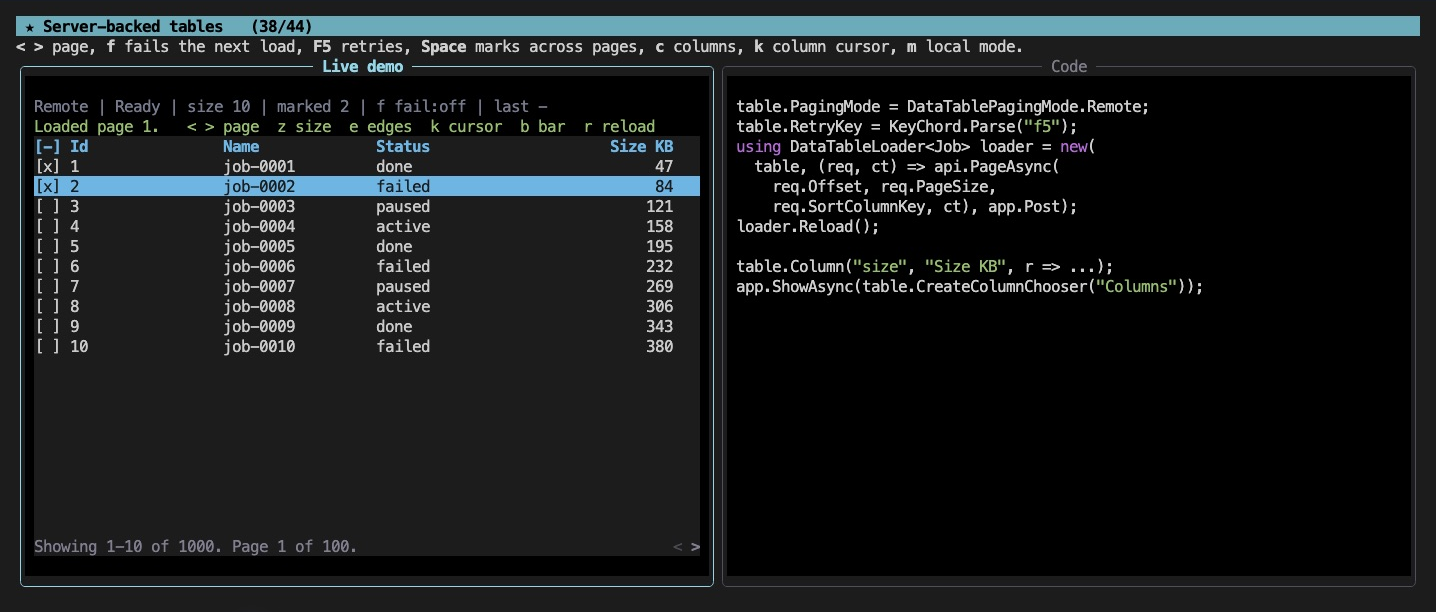 ★ Server-backed tables   (38/44)
< > page, f fails the next load, F5 retries, Space marks across pages, c columns, k column cursor, m local mode.
Live demo
Remote | Ready | size 10 | marked 2 | f fail:off | last –
Loaded page 1.   < > page  z size  e edges  k cursor  b bar  r reload
[-] Id   Name   Status   Size KB
[x] 1   job-0001   done   47
[x] 2   job-0002   failed   84
[ ] 3   job-0003   paused   121
[ ] 4   job-0004   active   158
[ ] 5   job-0005   done   195
[ ] 6   job-0006   failed   232
[ ] 7   job-0007   paused   269
[ ] 8   job-0008   active   306
[ ] 9   job-0009   done   343
[ ] 10   job-0010   failed   380
Showing 1-10 of 1000. Page 1 of 100.   < >
Code
table.PagingMode = DataTablePagingMode.Remote;
table.RetryKey = KeyChord.Parse("f5");
using DataTableLoader<Job> loader = new(
  table, (req, ct) => api.PageAsync(
    req.Offset, req.PageSize,
    req.SortColumnKey, ct), app.Post);
loader.Reload();
table.Column("size", "Size KB", r => ...);
app.ShowAsync(table.CreateColumnChooser("Columns"));